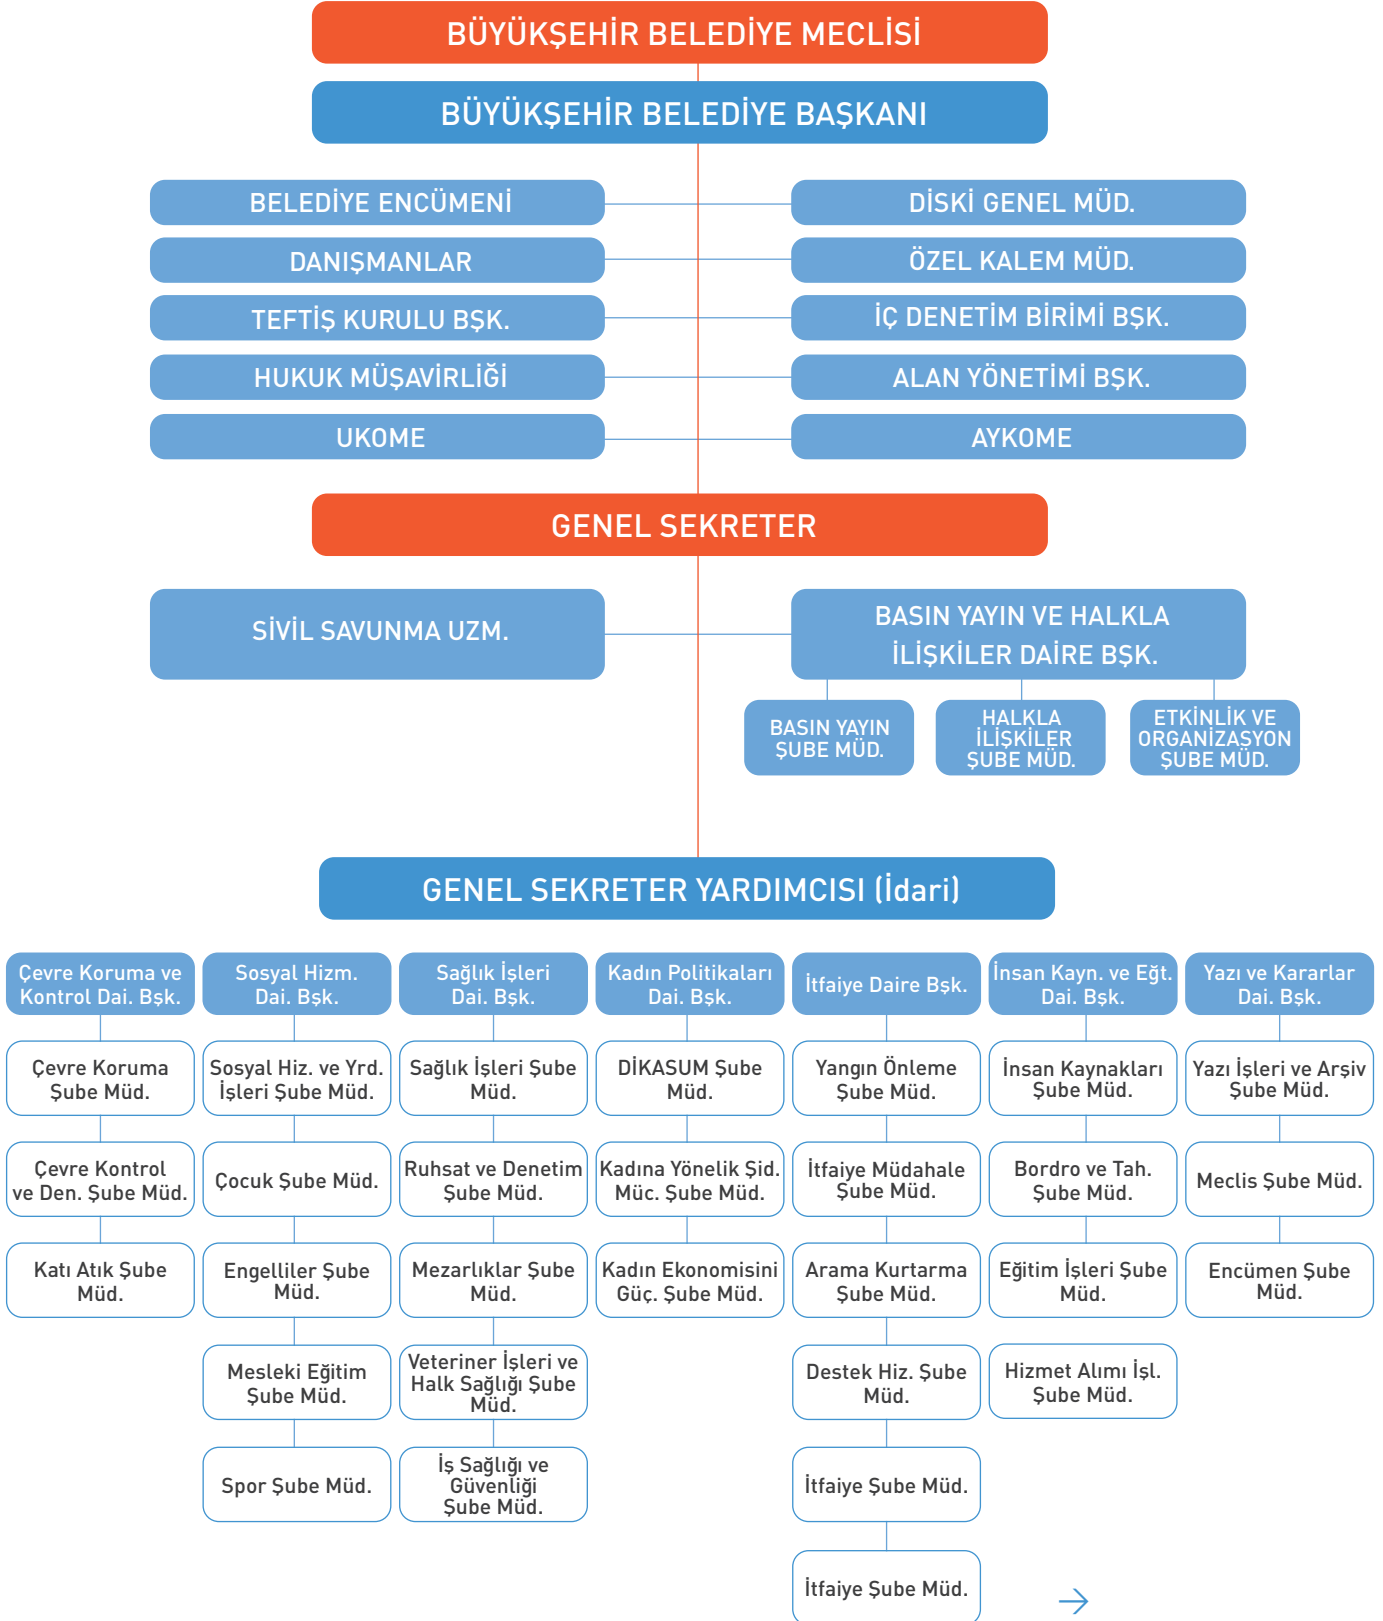 BÜYÜKŞEHİR BELEDİYE MECLİSİ
BÜYÜKŞEHİR BELEDİYE BAŞKANI
BELEDİYE ENCÜMENİ
DİSKİ GENEL MÜD.
DANIŞMANLAR
ÖZEL KALEM MÜD.
TEFTİŞ KURULU BŞK.
İÇ DENETİM BİRİMİ BŞK.
HUKUK MÜŞAVİRLİĞİ
ALAN YÖNETİMİ BŞK.
UKOME
AYKOME
GENEL SEKRETER
SİVİL SAVUNMA UZM.
BASIN YAYIN VE HALKLA
İLİŞKİLER DAİRE BŞK.
BASIN YAYIN
ŞUBE MÜD.
HALKLA
İLİŞKİLER
ŞUBE MÜD.
ETKİNLİK VE
ORGANİZASYON
ŞUBE MÜD.
GENEL SEKRETER YARDIMCISI (İdari)
Çevre Koruma ve
Kontrol Dai. Bşk.
Çevre Koruma
Şube Müd.
Çevre Kontrol
ve Den. Şube Müd.
Katı Atık Şube
Müd.
Sosyal Hizm.
Dai. Bşk.
Sosyal Hiz. ve Yrd.
İşleri Şube Müd.
Çocuk Şube Müd.
Engelliler Şube
Müd.
Mesleki Eğitim
Şube Müd.
Spor Şube Müd.
Sağlık İşleri
Dai. Bşk.
Sağlık İşleri Şube
Müd.
Ruhsat ve Denetim
Şube Müd.
Mezarlıklar Şube
Müd.
Veteriner İşleri ve
Halk Sağlığı Şube
Müd.
İş Sağlığı ve
Güvenliği
Şube Müd.
Kadın Politikaları
Dai. Bşk.
DİKASUM Şube
Müd.
Kadına Yönelik Şid.
Müc. Şube Müd.
Kadın Ekonomisini
Güç. Şube Müd.
İtfaiye Daire Bşk.
Yangın Önleme
Şube Müd.
İtfaiye Müdahale
Şube Müd.
Arama Kurtarma
Şube Müd.
Destek Hiz. Şube
Müd.
İtfaiye Şube Müd.
İtfaiye Şube Müd.
İnsan Kayn. ve Eğt.
Dai. Bşk.
İnsan Kaynakları
Şube Müd.
Bordro ve Tah.
Şube Müd.
Eğitim İşleri Şube
Müd.
Hizmet Alımı İşl.
Şube Müd.
Yazı ve Kararlar
Dai. Bşk.
Yazı İşleri ve Arşiv
Şube Müd.
Meclis Şube Müd.
Encümen Şube
Müd.